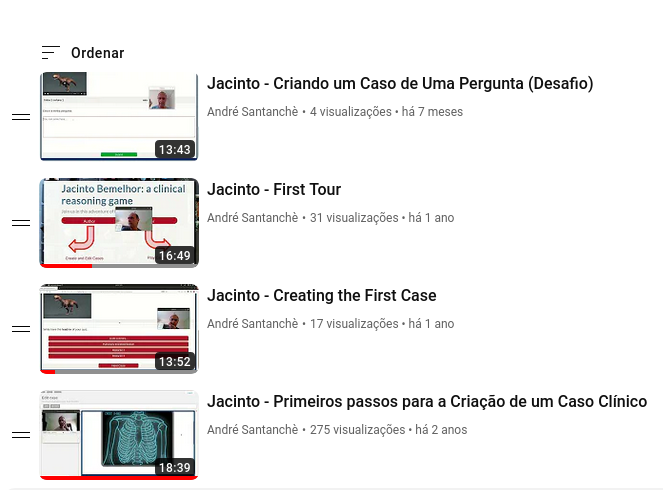 Ordenar
Jacinto - Criando um Caso de Uma Pergunta (Desafio)
André Santanchè • 4 visualizações • há 7 meses
13:43
Jacinto Bemelhor: a clinical
reasoning game
Author
16:49
Jacinto - First Tour
André Santanchè • 31 visualizações • há 1 ano
13:52
Jacinto - Creating the First Case
André Santanchè • 17 visualizações • há 1 ano
18:39
Jacinto - Primeiros passos para a Criação de um Caso Clínico
André Santanchè • 275 visualizações • há 2 anos